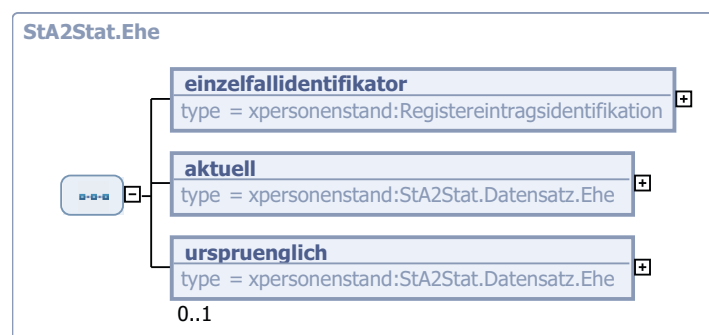 StA2Stat.Ehe
einzelfallidentifikator
type = xpersonenstand:Registereintragsidentifikation
aktuell
type = xpersonenstand:StA2Stat.Datensatz.Ehe
urspruenglich
type = xpersonenstand:StA2Stat.Datensatz.Ehe
0..1